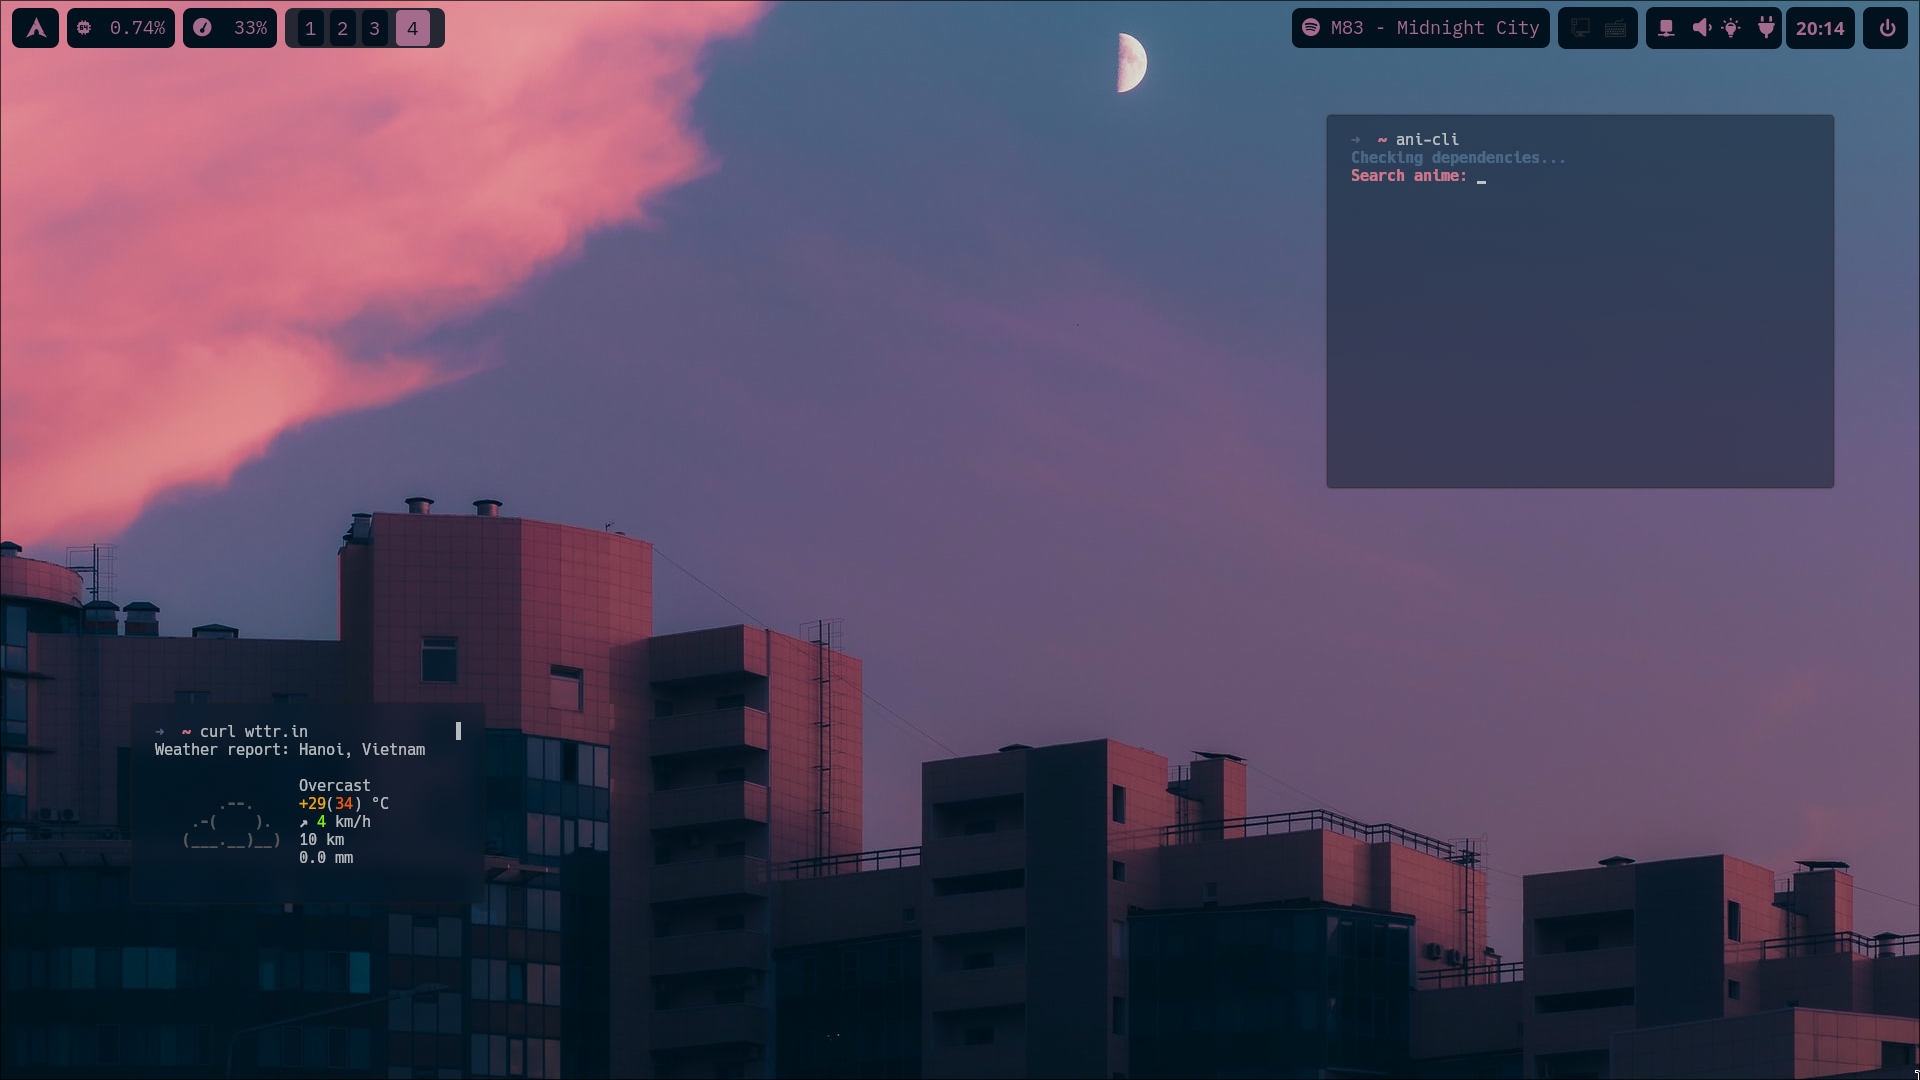 0.74%
33%
1 2 3 4
M83 - Midnight City
20:14
➜ ~ ani-cli
Checking dependencies...
Search anime: _
➜ ~ curl wttr.in
Weather report: Hanoi, Vietnam
Overcast
+29(34) °C
↗ 4 km/h
10 km
0.0 mm